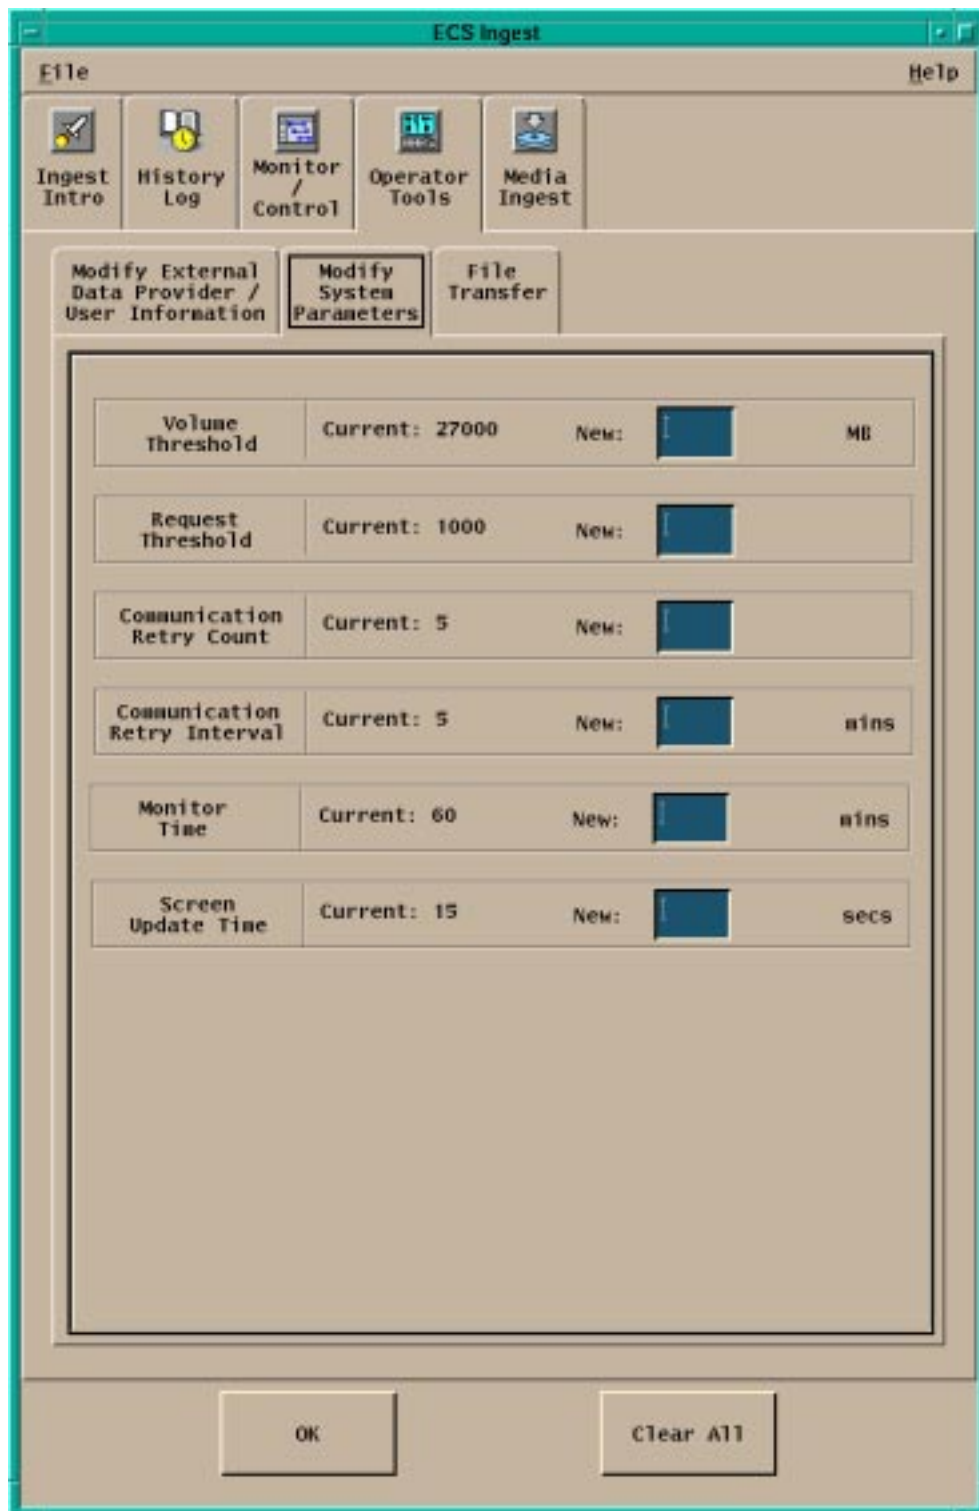 ECS Ingest
File Help
Ingest
Intro
History
Log
Monitor
/
Control
Operator
Tools
Media
Ingest
Modify External
Data Provider /
User Information
Modify
System
Parameters
File
Transfer
Volume
Threshold
Current: 27000 New: MB
Request
Threshold
Current: 1000 New:
Communication
Retry Count
Current: 5 New:
Communication
Retry Interval
Current: 5 New: mins
Monitor
Time
Current: 60 New: mins
Screen
Update Time
Current: 15 New: secs
OK Clear All